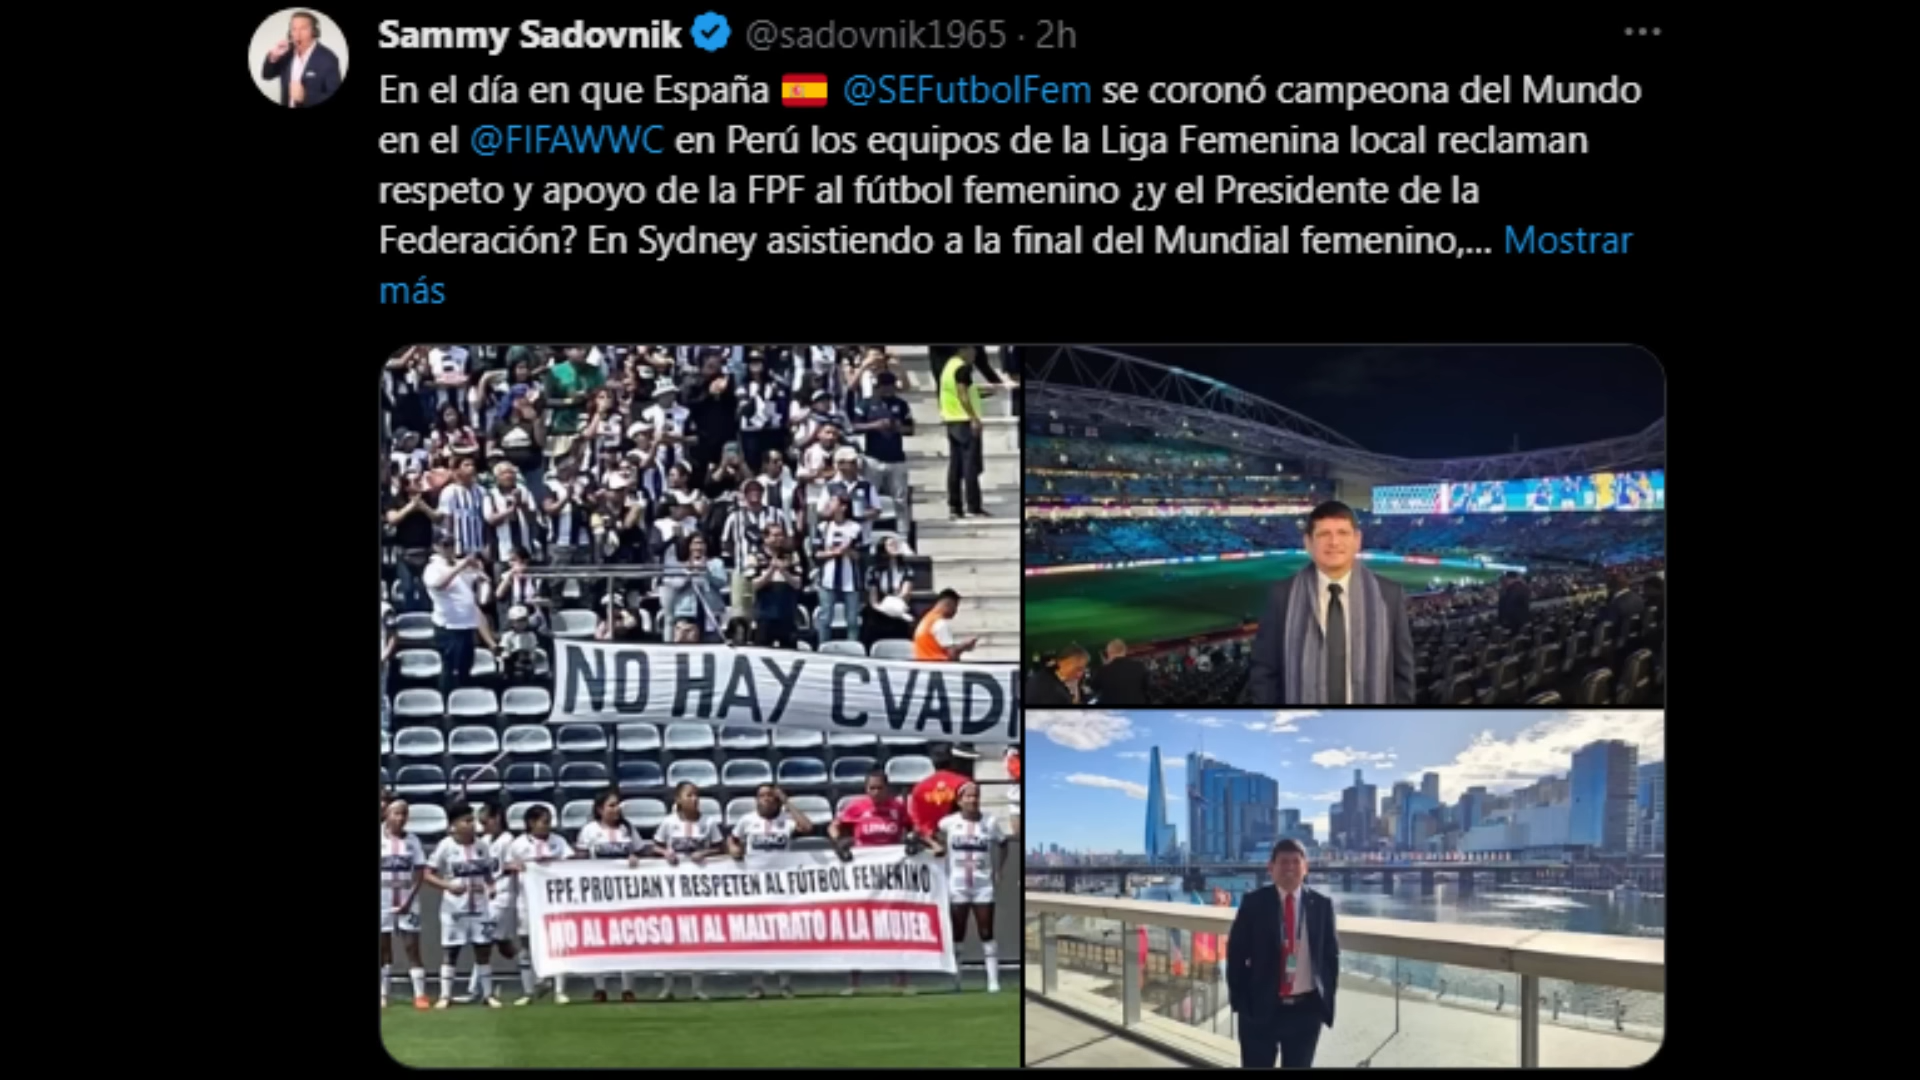 Sammy Sadovnik @sadovnik1965 · 2h
En el día en que España @SEFutbolFem se coronó campeona del Mundo
en el @FIFAWWC en Perú los equipos de la Liga Femenina local reclaman
respeto y apoyo de la FPF al fútbol femenino ¿y el Presidente de la
Federación? En Sydney asistiendo a la final del Mundial femenino,... Mostrar
más
NO HAY CVADR
FPF, PROTEJAN Y RESPETEN AL FÚTBOL FEMENINO
NO AL ACOSO NI AL MALTRATO A LA MUJER.